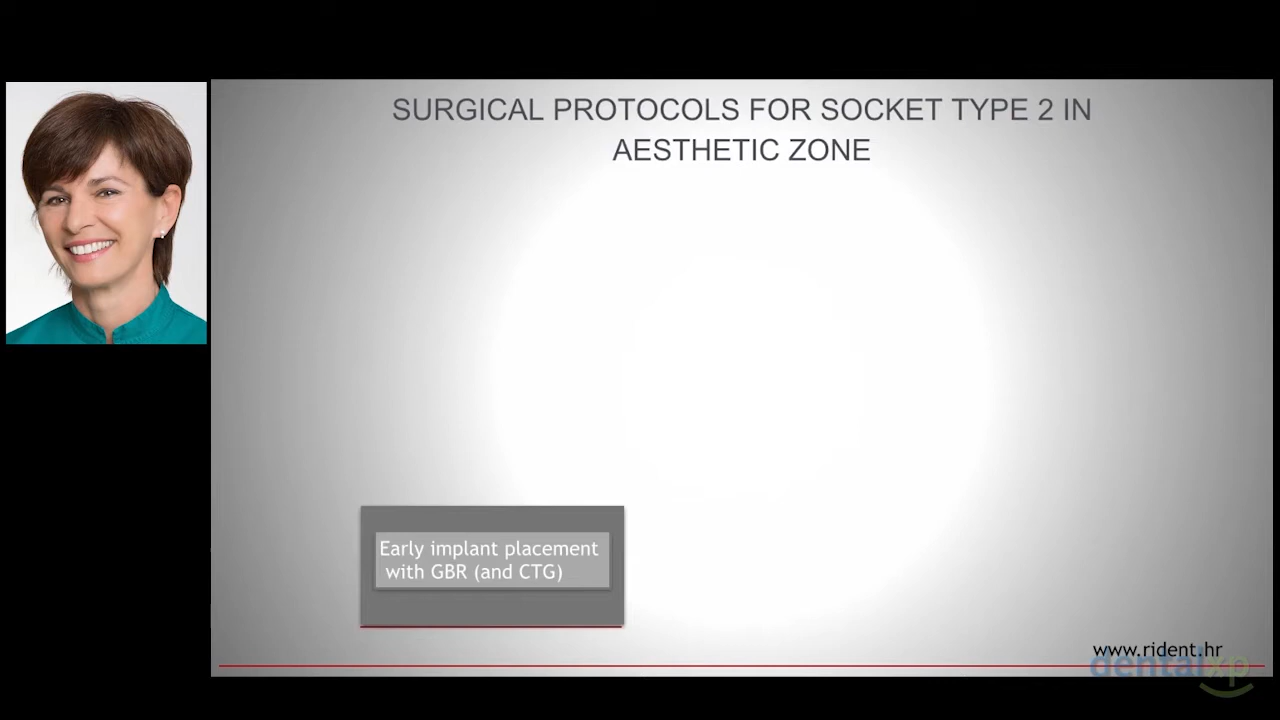 SURGICAL PROTOCOLS FOR SOCKET TYPE 2 IN
AESTHETIC ZONE
Early implant placement
with GBR (and CTG)
www.rident.hr
dentalxp